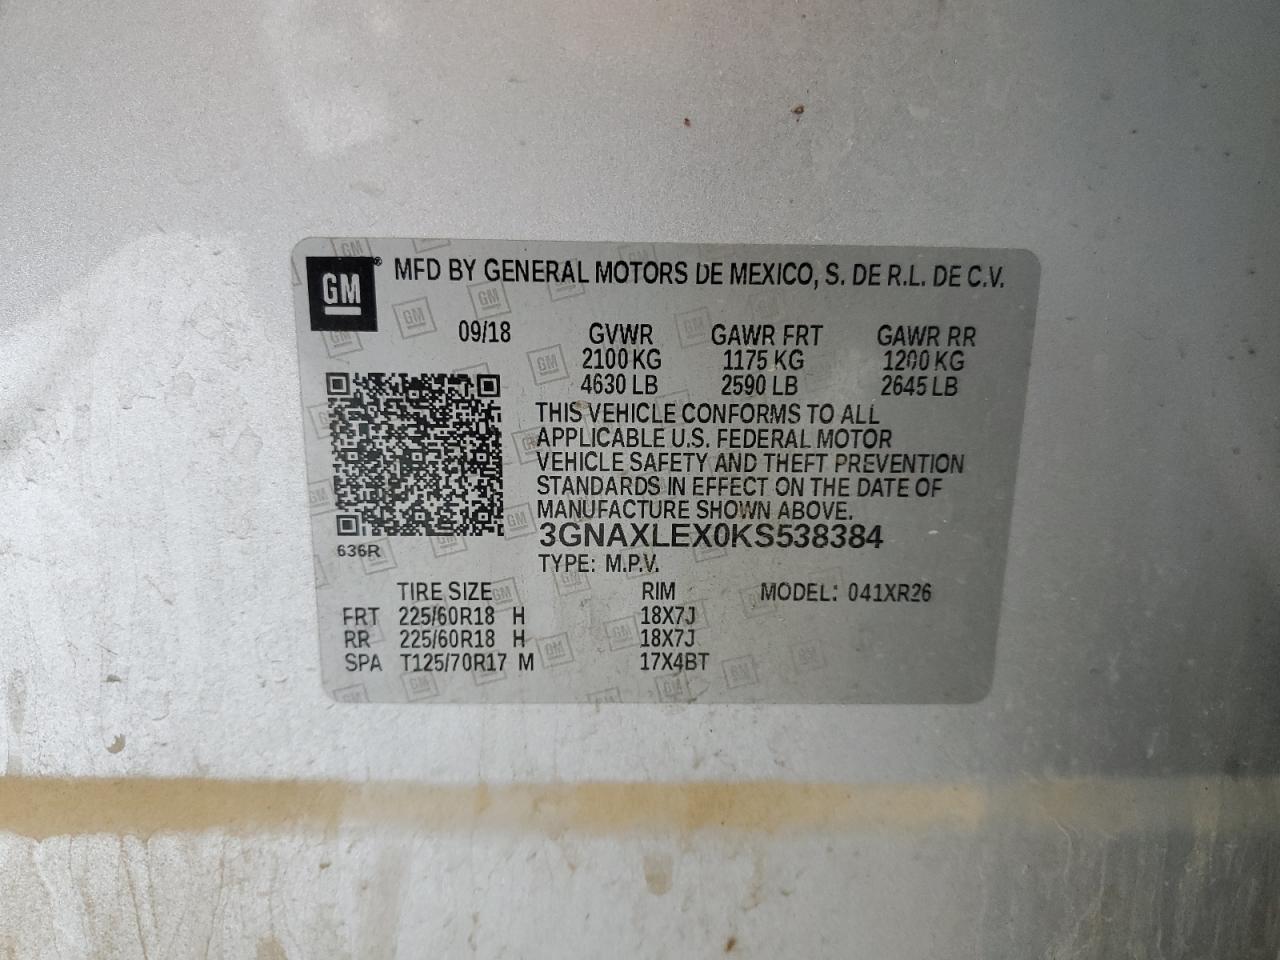 GM® MFD BY GENERAL MOTORS DE MEXICO, S. DE R.L. DE C.V.
09/18 GVWR GAWR FRT GAWR RR
2100 KG 1175 KG 1200 KG
4630 LB 2590 LB 2645 LB
THIS VEHICLE CONFORMS TO ALL
APPLICABLE U.S. FEDERAL MOTOR
VEHICLE SAFETY AND THEFT PREVENTION
STANDARDS IN EFFECT ON THE DATE OF
MANUFACTURE SHOWN ABOVE.
3GNAXLEX0KS538384
636R
TYPE: M.P.V.
TIRE SIZE RIM MODEL: 041XR26
FRT 225/60R18 H 18X7J
RR 225/60R18 H 18X7J
SPA T125/70R17 M 17X4BT